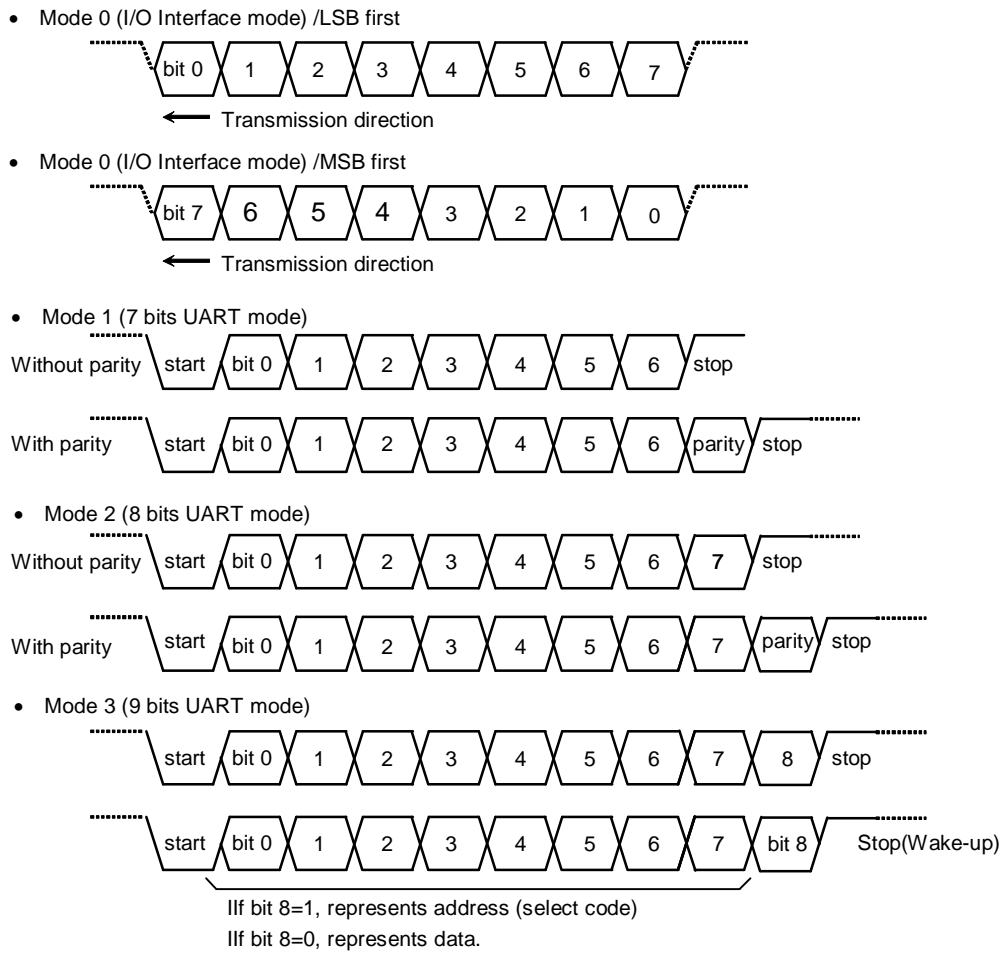 • Mode 0 (I/O Interface mode) /LSB first
bit 0 1 2 3 4 5 6 7
Transmission direction
• Mode 0 (I/O Interface mode) /MSB first
bit 7 6 5 4 3 2 1 0
Transmission direction
• Mode 1 (7 bits UART mode)
Without parity start bit 0 1 2 3 4 5 6 stop
With parity start bit 0 1 2 3 4 5 6 parity stop
• Mode 2 (8 bits UART mode)
Without parity start bit 0 1 2 3 4 5 6 7 stop
With parity start bit 0 1 2 3 4 5 6 7 parity stop
• Mode 3 (9 bits UART mode)
start bit 0 1 2 3 4 5 6 7 8 stop
start bit 0 1 2 3 4 5 6 7 bit 8 Stop(Wake-up)
IIf bit 8=1, represents address (select code)
IIf bit 8=0, represents data.